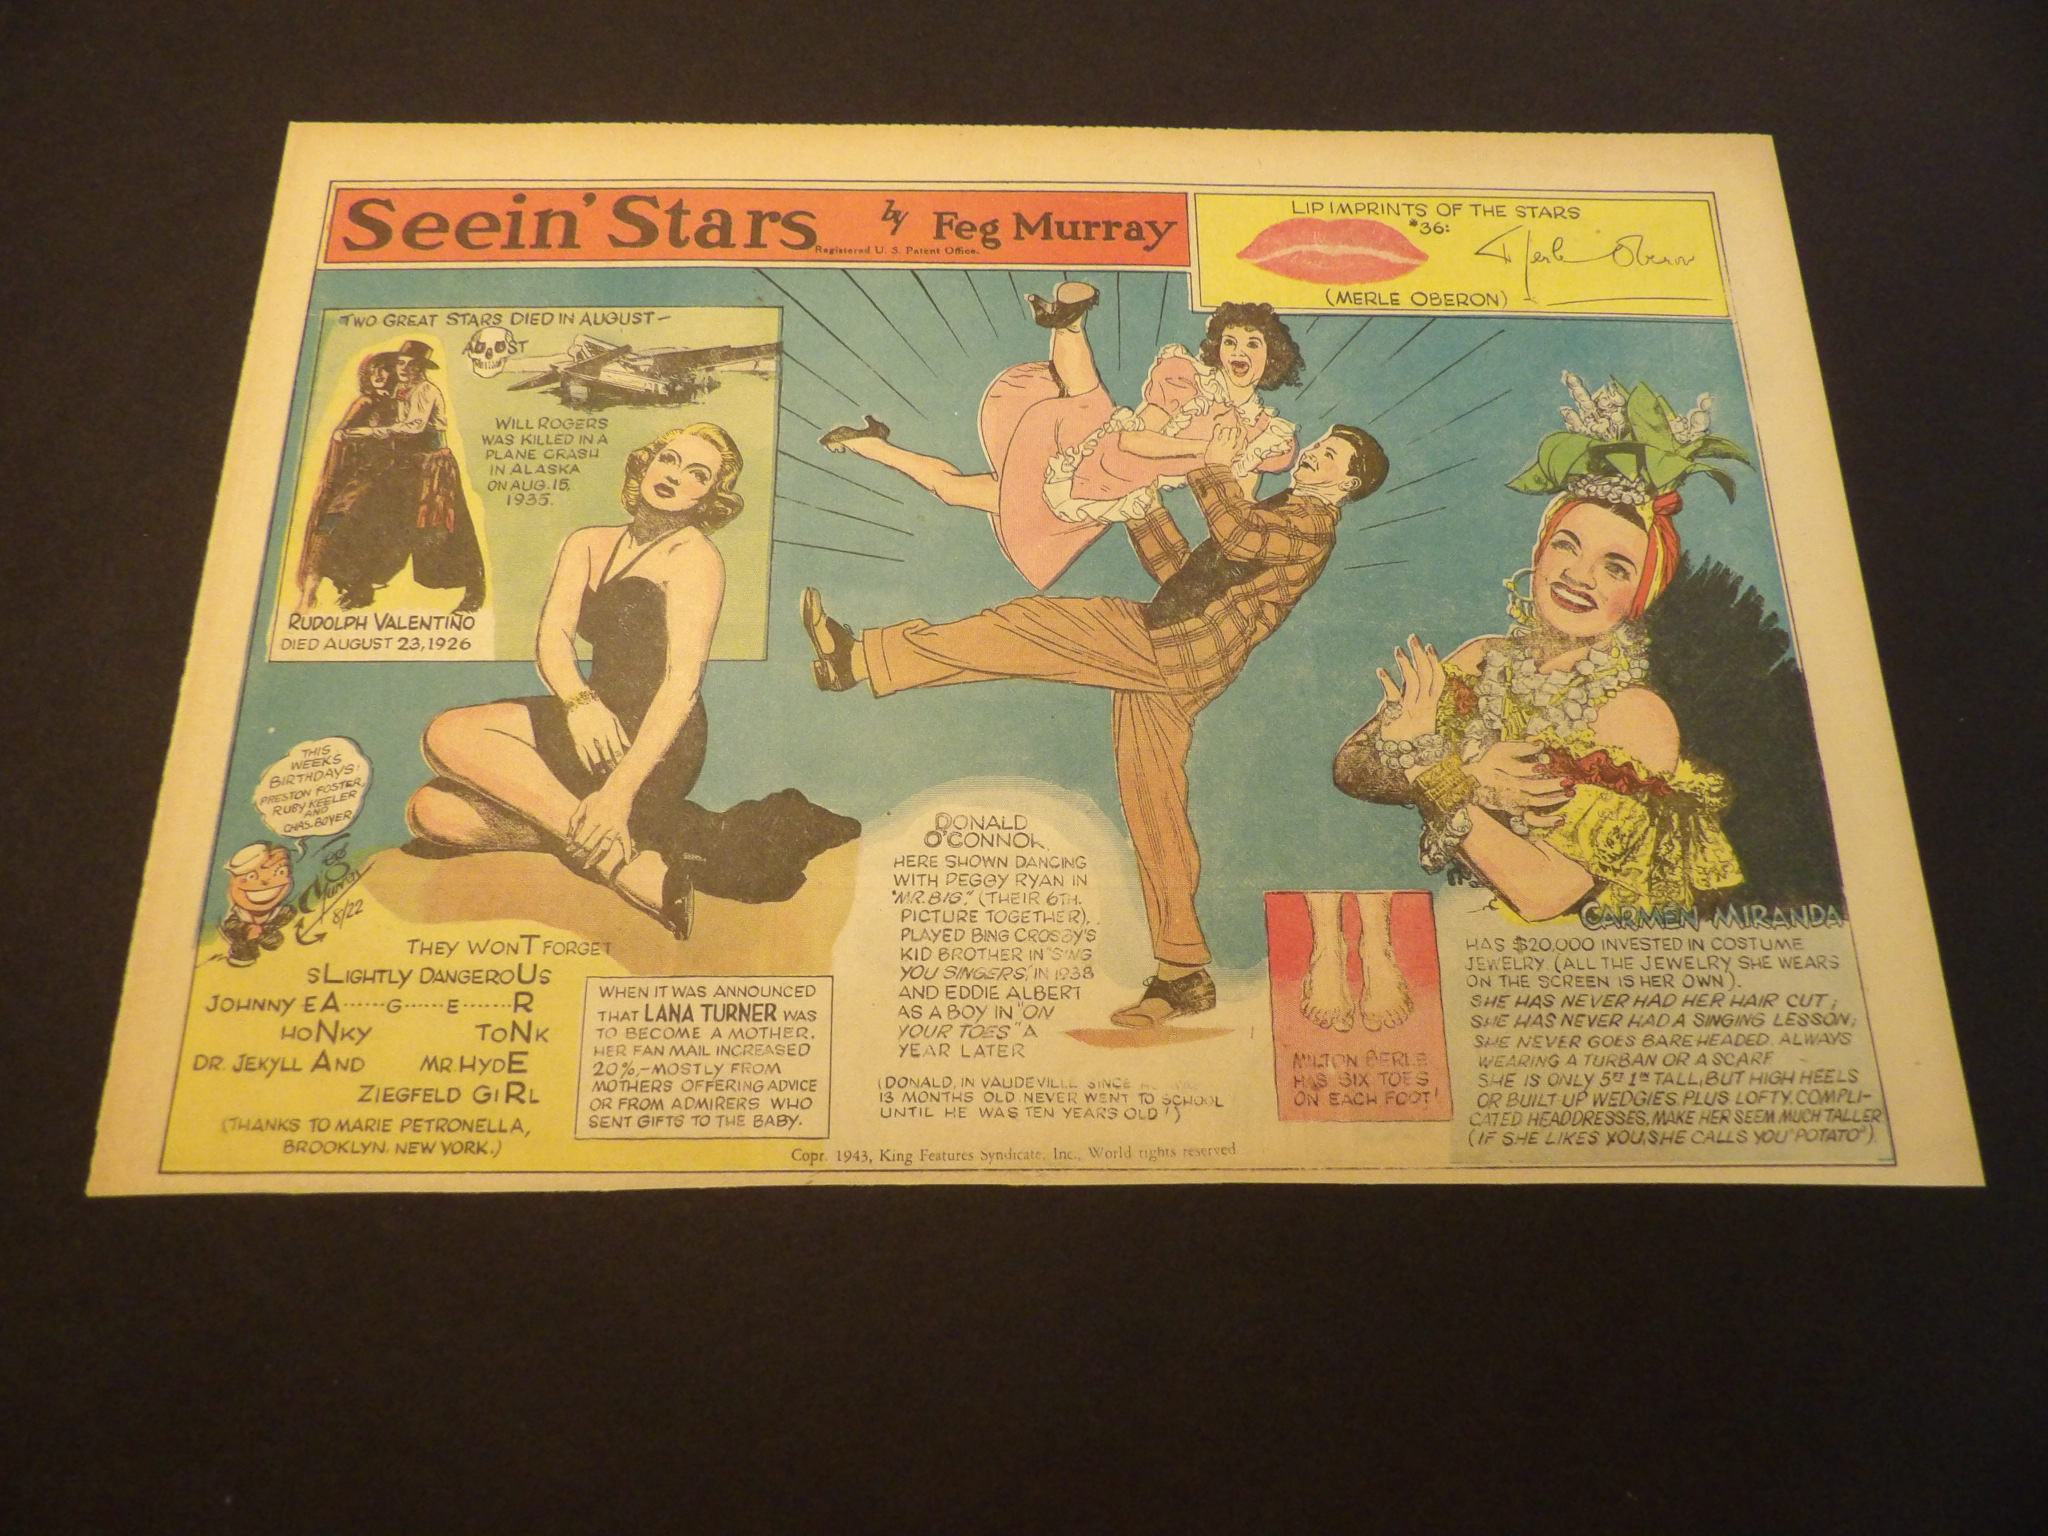 Seein' Stars by Feg Murray
Registered U. S. Patent Office.
LIP IMPRINTS OF THE STARS
#36:
Merle Oberon
(MERLE OBERON)
TWO GREAT STARS DIED IN AUGUST—
AUGUST
WILL ROGERS
WAS KILLED IN A
PLANE CRASH
IN ALASKA
ON AUG. 15,
1935.
RUDOLPH VALENTINO
DIED AUGUST 23, 1926
THIS
WEEKS
BIRTHDAYS:
PRESTON FOSTER,
RUBY KEELER
AND
CHAS. BOYER
Feg Murray
8/22
THEY WON'T FORGET
SLIGHTLY DANGEROUS
JOHNNY EA......G.....E......R
HONKY TONK
DR. JEKYLL AND MR. HYDE
ZIEGFELD GIRL
(THANKS TO MARIE PETRONELLA,
BROOKLYN, NEW YORK.)
WHEN IT WAS ANNOUNCED
THAT LANA TURNER WAS
TO BECOME A MOTHER,
HER FAN MAIL INCREASED
20%,-MOSTLY FROM
MOTHERS OFFERING ADVICE
OR FROM ADMIRERS WHO
SENT GIFTS TO THE BABY.
DONALD
O'CONNOR,
HERE SHOWN DANCING
WITH PEGGY RYAN IN
"MR. BIG," (THEIR 6TH.
PICTURE TOGETHER),
PLAYED BING CROSBY'S
KID BROTHER IN "SING
YOU SINGERS," IN 1938
AND EDDIE ALBERT
AS A BOY IN "ON
YOUR TOES" A
YEAR LATER
(DONALD, IN VAUDEVILLE SINCE
13 MONTHS OLD, NEVER WENT TO SCHOOL
UNTIL HE WAS TEN YEARS OLD!)
MILTON BERLE
HAS SIX TOES
ON EACH FOOT!
CARMEN MIRANDA
HAS $20,000 INVESTED IN COSTUME
JEWELRY. (ALL THE JEWELRY SHE WEARS
ON THE SCREEN IS HER OWN).
SHE HAS NEVER HAD HER HAIR CUT;
SHE HAS NEVER HAD A SINGING LESSON;
SHE NEVER GOES BAREHEADED, ALWAYS
WEARING A TURBAN OR A SCARF.
SHE IS ONLY 5FT 1IN TALL, BUT HIGH HEELS
OR BUILT UP WEDGIES, PLUS LOFTY, COMPLI-
CATED HEADDRESSES, MAKE HER SEEM MUCH TALLER
(IF SHE LIKES YOU, SHE CALLS YOU "POTATO").
Copr. 1943, King Features Syndicate, Inc., World rights reserved